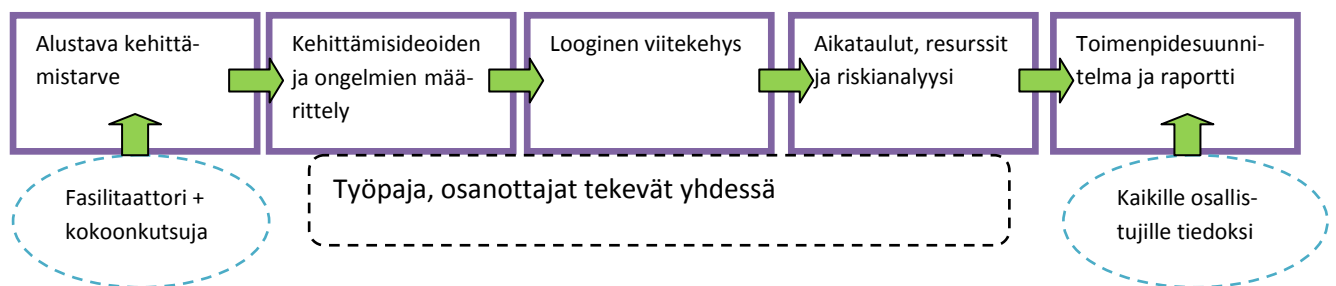 Alustava kehittä-
mistarve
Kehittämisideoiden
ja ongelmien mää-
rittely
Looginen viitekehys
Aikataulut, resurssit
ja riskianalyysi
Toimenpidesuunni-
telma ja raportti
Fasilitaattori +
kokoonkutsuja
Työpaja, osanottajat tekevät yhdessä
Kaikille osallis-
tujille tiedoksi